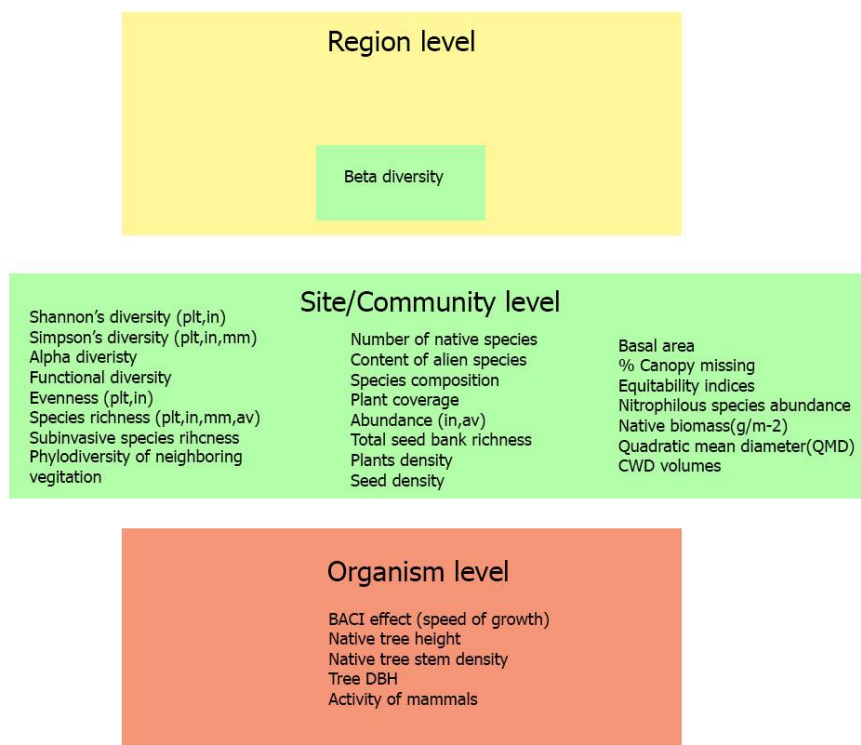 Region level
Beta diversity
Site/Community level
Shannon's diversity (plt,in)
Simpson's diversity (plt,in,mm)
Alpha diveristy
Functional diversity
Evenness (plt,in)
Species richness (plt,in,mm,av)
Subinvasive species rihcness
Phylodiversity of neighboring
vegitation
Number of native species
Content of alien species
Species composition
Plant coverage
Abundance (in,av)
Total seed bank richness
Plants density
Seed density
Basal area
% Canopy missing
Equitability indices
Nitrophilous species abundance
Native biomass(g/m-2)
Quadratic mean diameter(QMD)
CWD volumes
Organism level
BACI effect (speed of growth)
Native tree height
Native tree stem density
Tree DBH
Activity of mammals